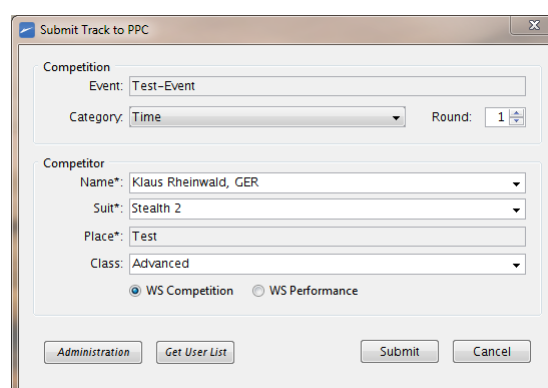 Submit Track to PPC
Competition
Event: Test-Event
Category: Time Round: 1
Competitor
Name*: Klaus Rheinwald, GER
Suit*: Stealth 2
Place*: Test
Class: Advanced
WS Competition WS Performance
Administration Get User List Submit Cancel